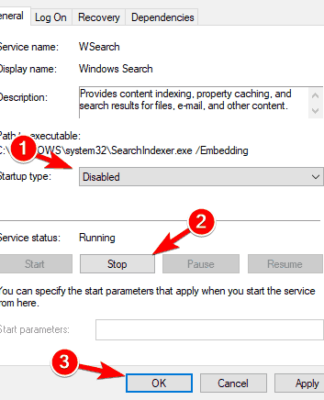 eneral Log On Recovery Dependencies
Service name: WSearch
Display name: Windows Search
Description: Provides content indexing, property caching, and
search results for files, e-mail, and other content.
Path executable:
C:\ OWS\system32\SearchIndexer.exe /Embedding
1
Startup type: Disabled
2
Service status: Running
Start Stop Pause Resume
You can specify the start parameters that apply when you start the service
from here.
Start parameters:
3
OK Cancel Apply